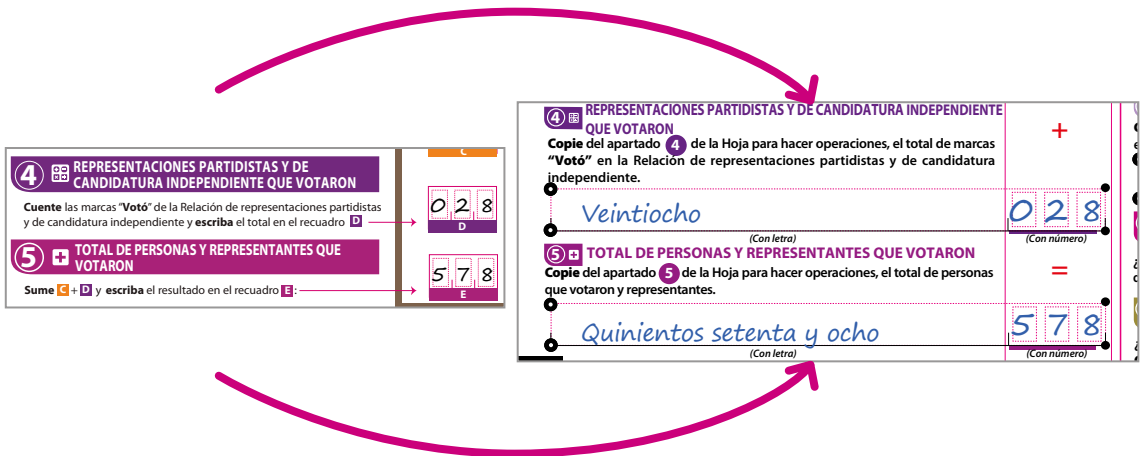 C
4 REPRESENTACIONES PARTIDISTAS Y DE
CANDIDATURA INDEPENDIENTE QUE VOTARON
Cuente las marcas “Votó” de la Relación de representaciones partidistas
y de candidatura independiente y escriba el total en el recuadro D
0 2 8
D
5 TOTAL DE PERSONAS Y REPRESENTANTES QUE
VOTARON
Sume C + D y escriba el resultado en el recuadro E:
5 7 8
E
4 REPRESENTACIONES PARTIDISTAS Y DE CANDIDATURA INDEPENDIENTE
QUE VOTARON
+
Copie del apartado 4 de la Hoja para hacer operaciones, el total de marcas
“Votó” en la Relación de representaciones partidistas y de candidatura
independiente.
Veintiocho
0 2 8
(Con letra)
(Con número)
5 TOTAL DE PERSONAS Y REPRESENTANTES QUE VOTARON
=
Copie del apartado 5 de la Hoja para hacer operaciones, el total de personas
que votaron y representantes.
Quinientos setenta y ocho
5 7 8
(Con letra)
(Con número)